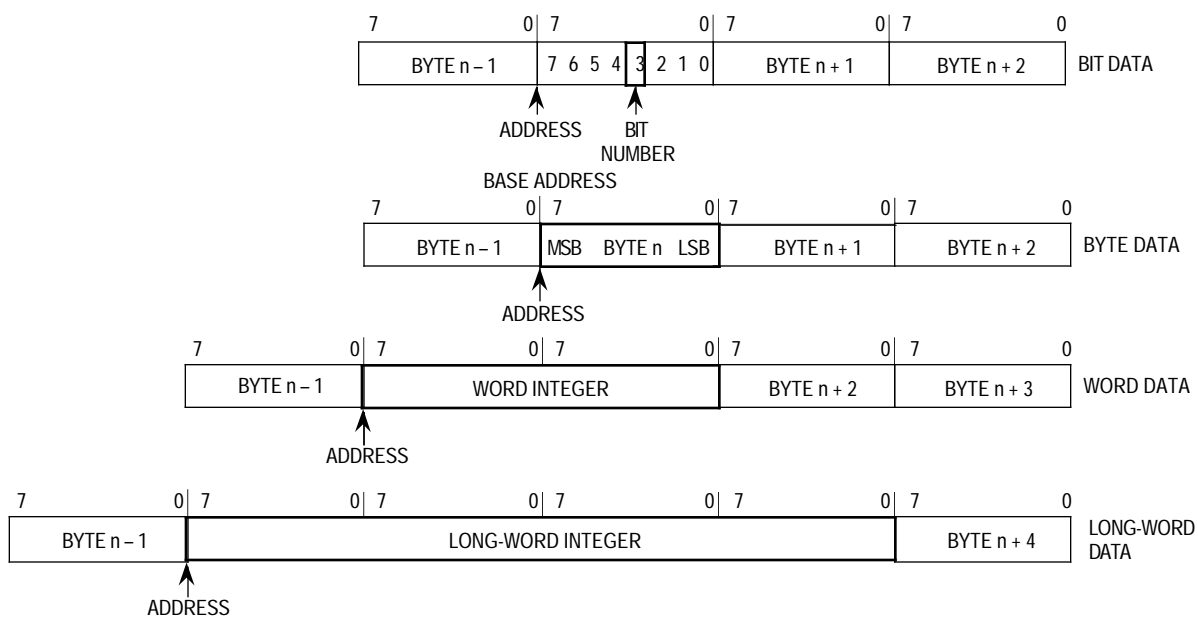 7 0 7 0 7 0 7 0
BYTE n – 1 7 6 5 4 3 2 1 0 BYTE n + 1 BYTE n + 2 BIT DATA
ADDRESS BIT
NUMBER
BASE ADDRESS
7 0 7 0 7 0 7 0
BYTE n – 1 MSB BYTE n LSB BYTE n + 1 BYTE n + 2 BYTE DATA
ADDRESS
7 0 7 0 7 0 7 0 7 0
BYTE n – 1 WORD INTEGER BYTE n + 2 BYTE n + 3 WORD DATA
ADDRESS
7 0 7 0 7 0 7 0 7 0 7 0
BYTE n – 1 LONG-WORD INTEGER BYTE n + 4 LONG-WORD
DATA
ADDRESS